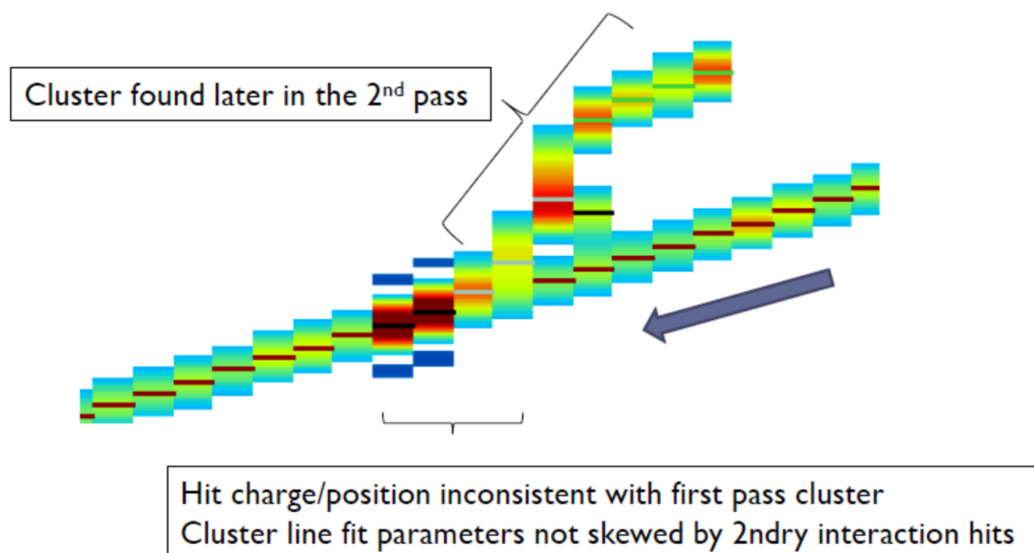 Cluster found later in the 2nd pass
Hit charge/position inconsistent with first pass cluster
Cluster line fit parameters not skewed by 2ndry interaction hits